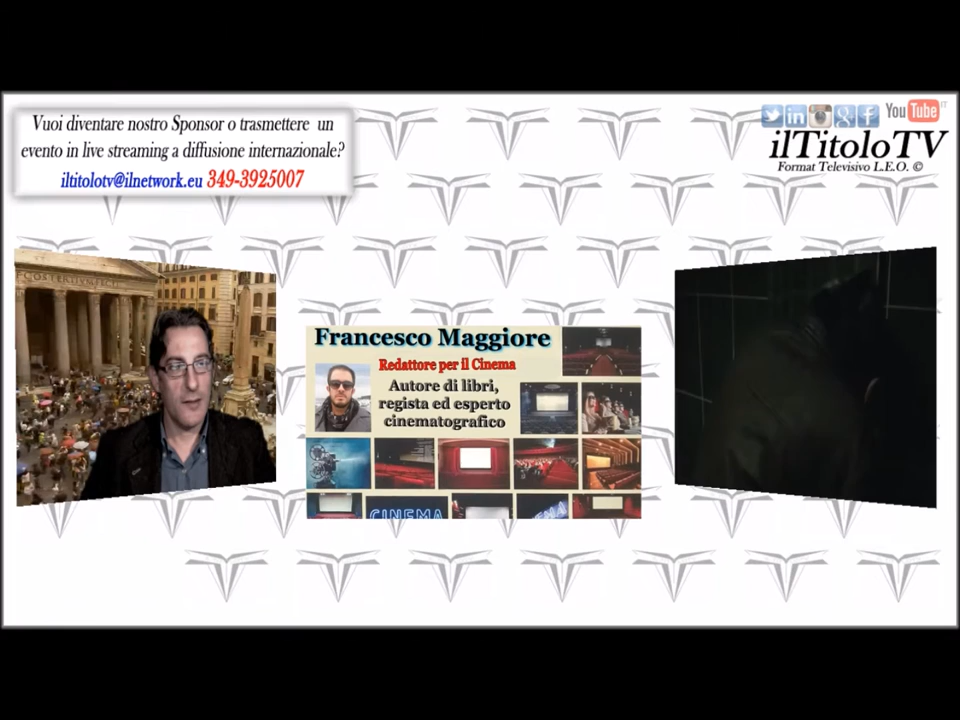 Vuoi diventare nostro Sponsor o trasmettere un
evento in live streaming a diffusione internazionale?
iltitolotv@ilnetwork.eu 349-3925007
You Tube IT
ilTitoloTV
Format Televisivo L.E.O. ©
Francesco Maggiore
Redattore per il Cinema
Autore di libri,
regista ed esperto
cinematografico
CINEMA